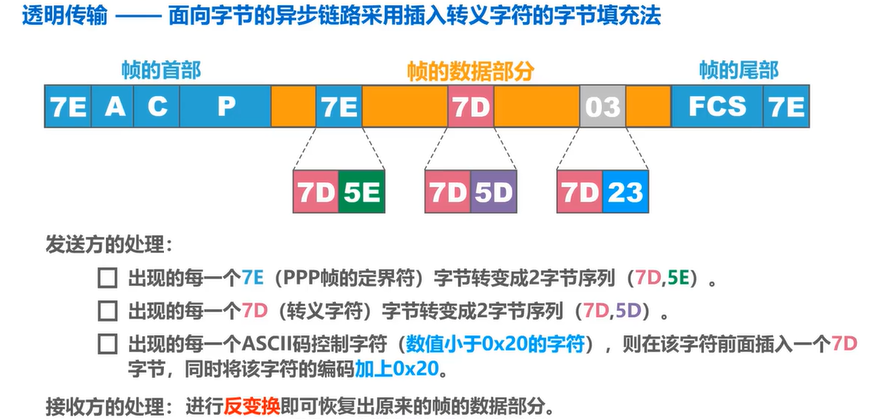 透明传输 —— 面向字节的异步链路采用插入转义字符的字节填充法
帧的首部 帧的数据部分 帧的尾部
7E A C P 7E 7D 03 FCS 7E
7D 5E 7D 5D 7D 23
发送方的处理：
出现的每一个7E（PPP帧的定界符）字节转变成2字节序列（7D,5E）。
出现的每一个7D（转义字符）字节转变成2字节序列（7D,5D）。
出现的每一个ASCII码控制字符（数值小于0x20的字符），则在该字符前面插入一个7D
字节，同时将该字符的编码加上0x20。
接收方的处理：进行反变换即可恢复出原来的帧的数据部分。